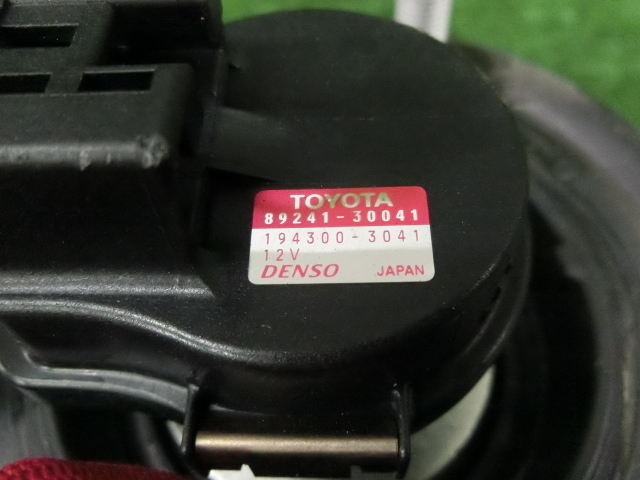 TOYOTA
89241-30041
194300-3041
12V
DENSO JAPAN